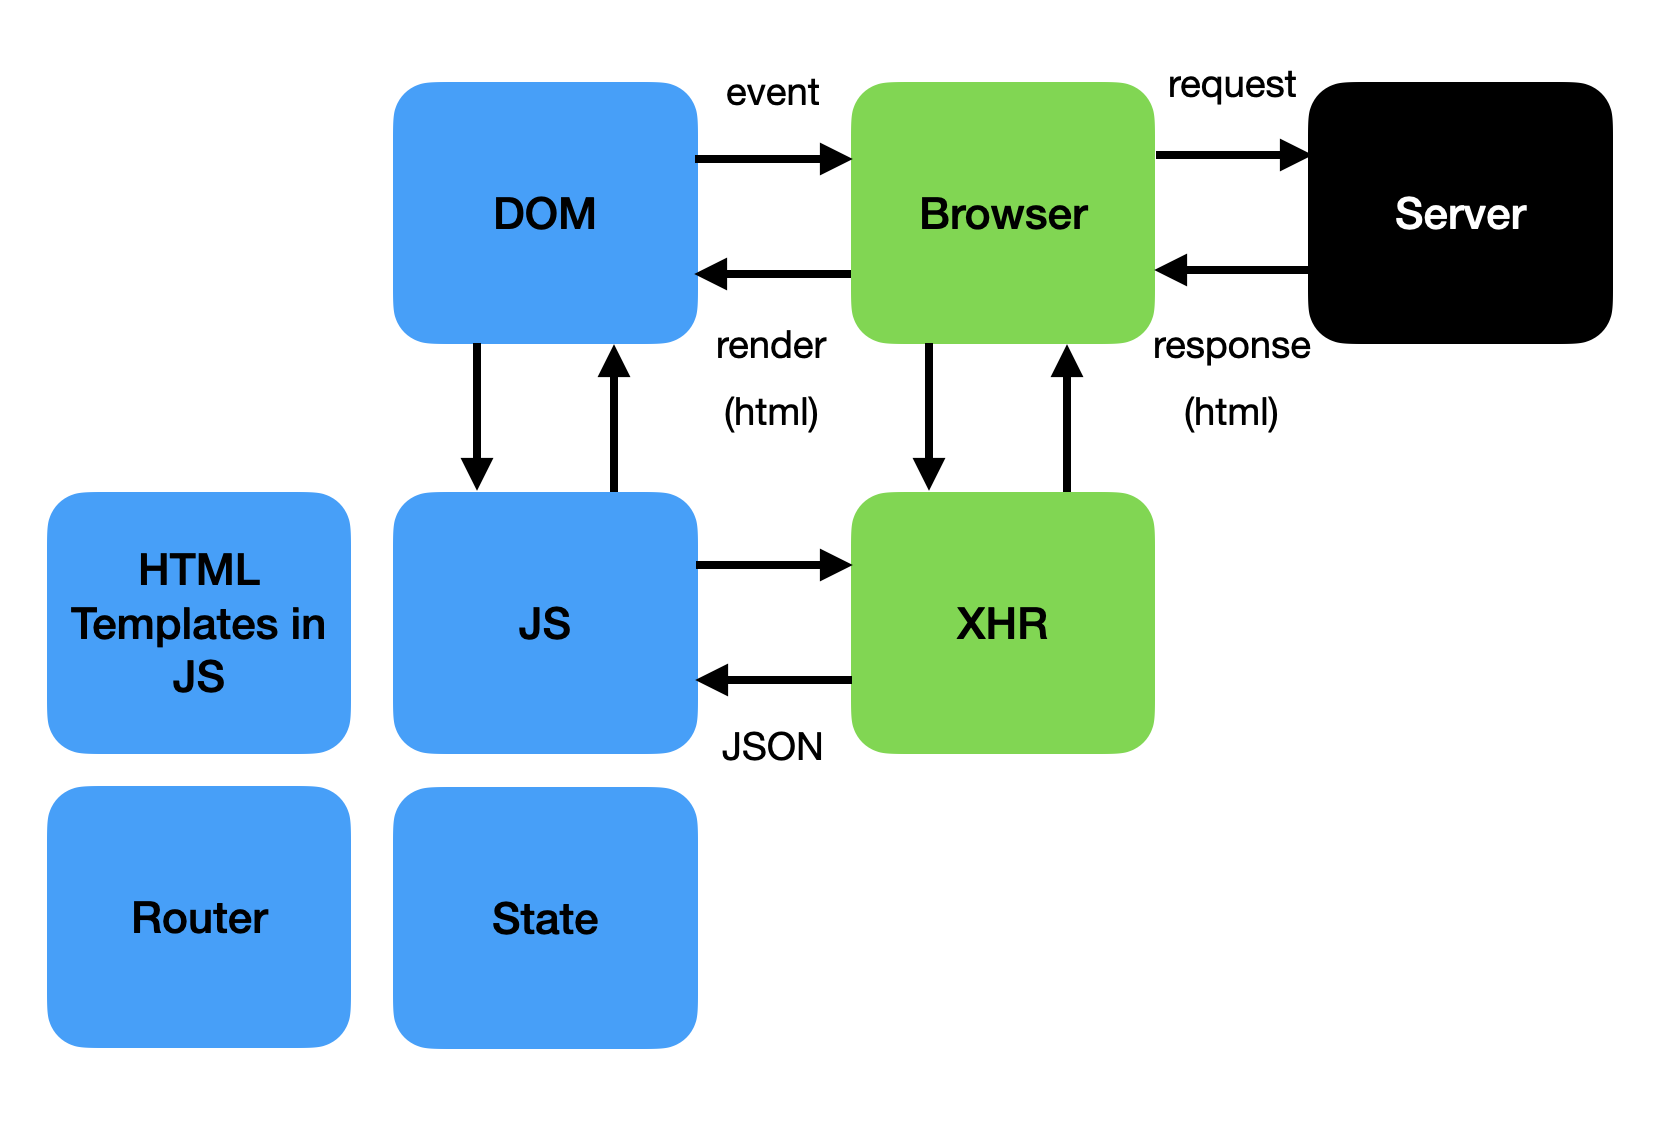 event
request
DOM
Browser
Server
render
(html)
response
(html)
HTML
Templates in
JS
JS
XHR
JSON
Router
State